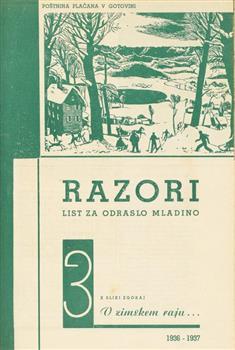 POŠTNINA PLAČANA V GOTOVINI
RAZORI
LIST ZA ODRASLO MLADINO
3
K SLIKI ZGORAJ
V zimskem raju...
1936 - 1937